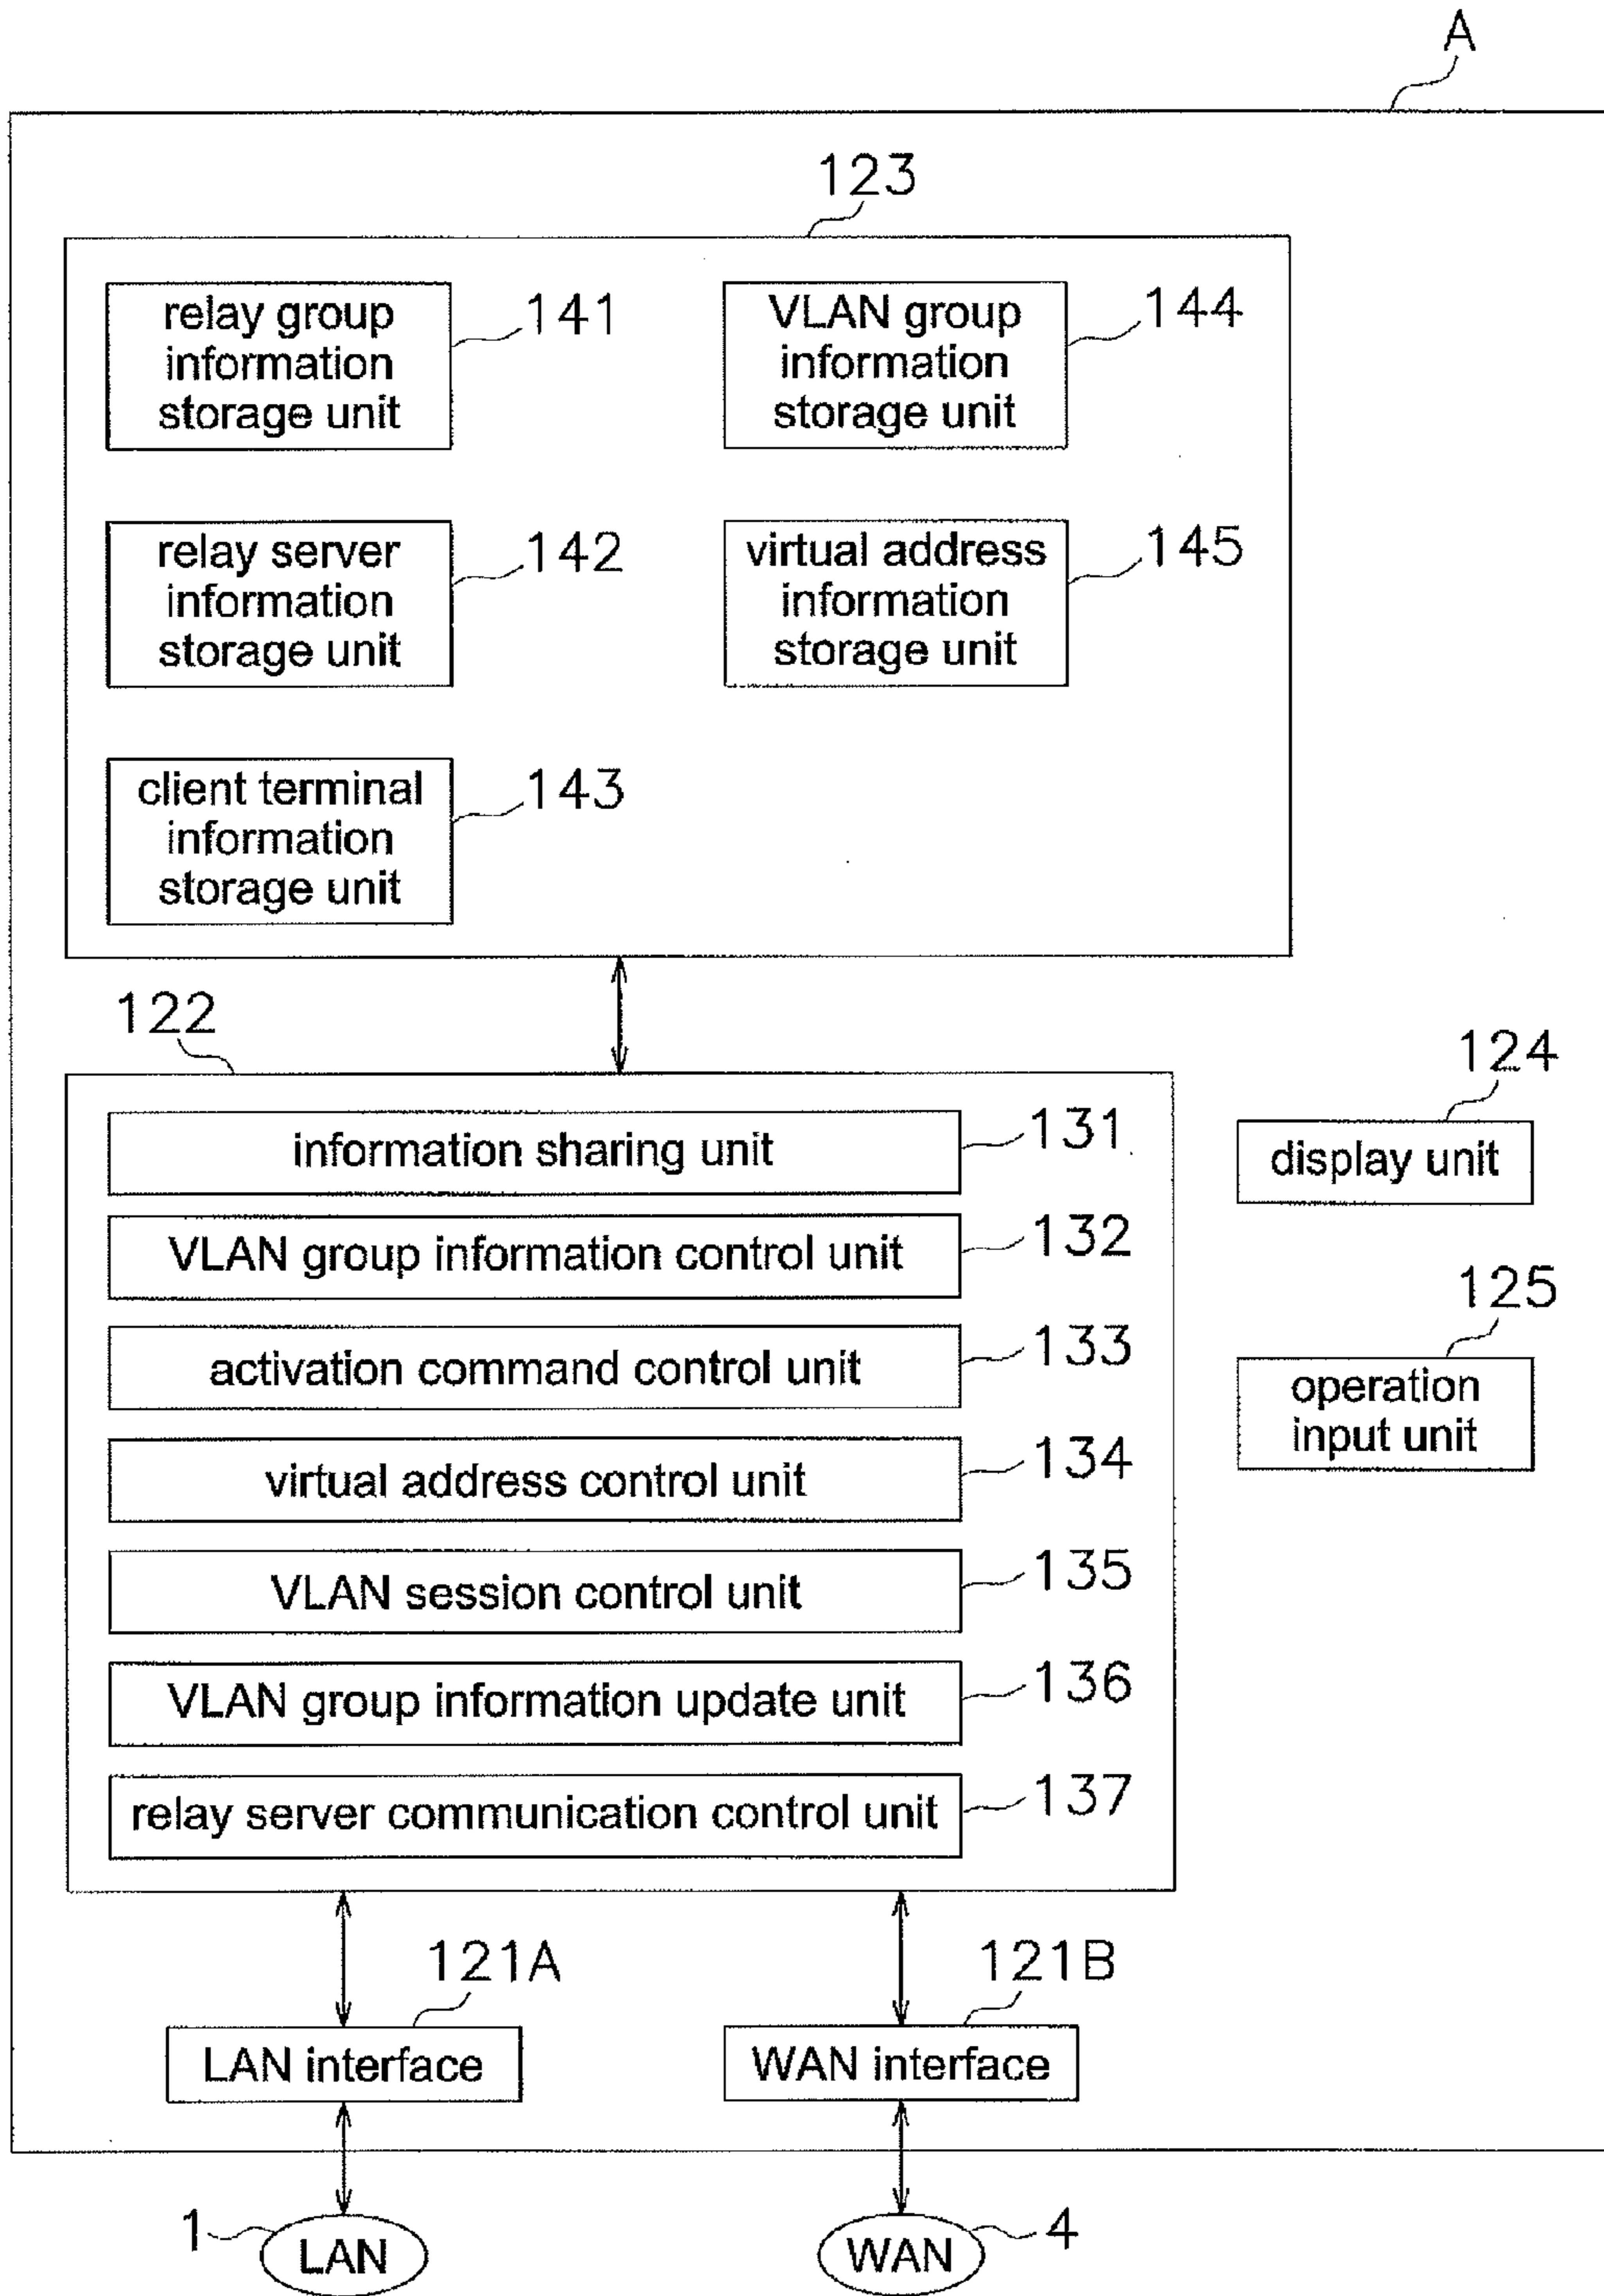 A
123
relay group
information
storage unit
141
VLAN group
information
storage unit
144
relay server
information
storage unit
142
virtual address
information
storage unit
145
client terminal
information
storage unit
143
122
information sharing unit
131
VLAN group information control unit
132
activation command control unit
133
virtual address control unit
134
VLAN session control unit
135
VLAN group information update unit
136
relay server communication control unit
137
124
display unit
125
operation
input unit
121A
LAN interface
121B
WAN interface
1
LAN
WAN
4